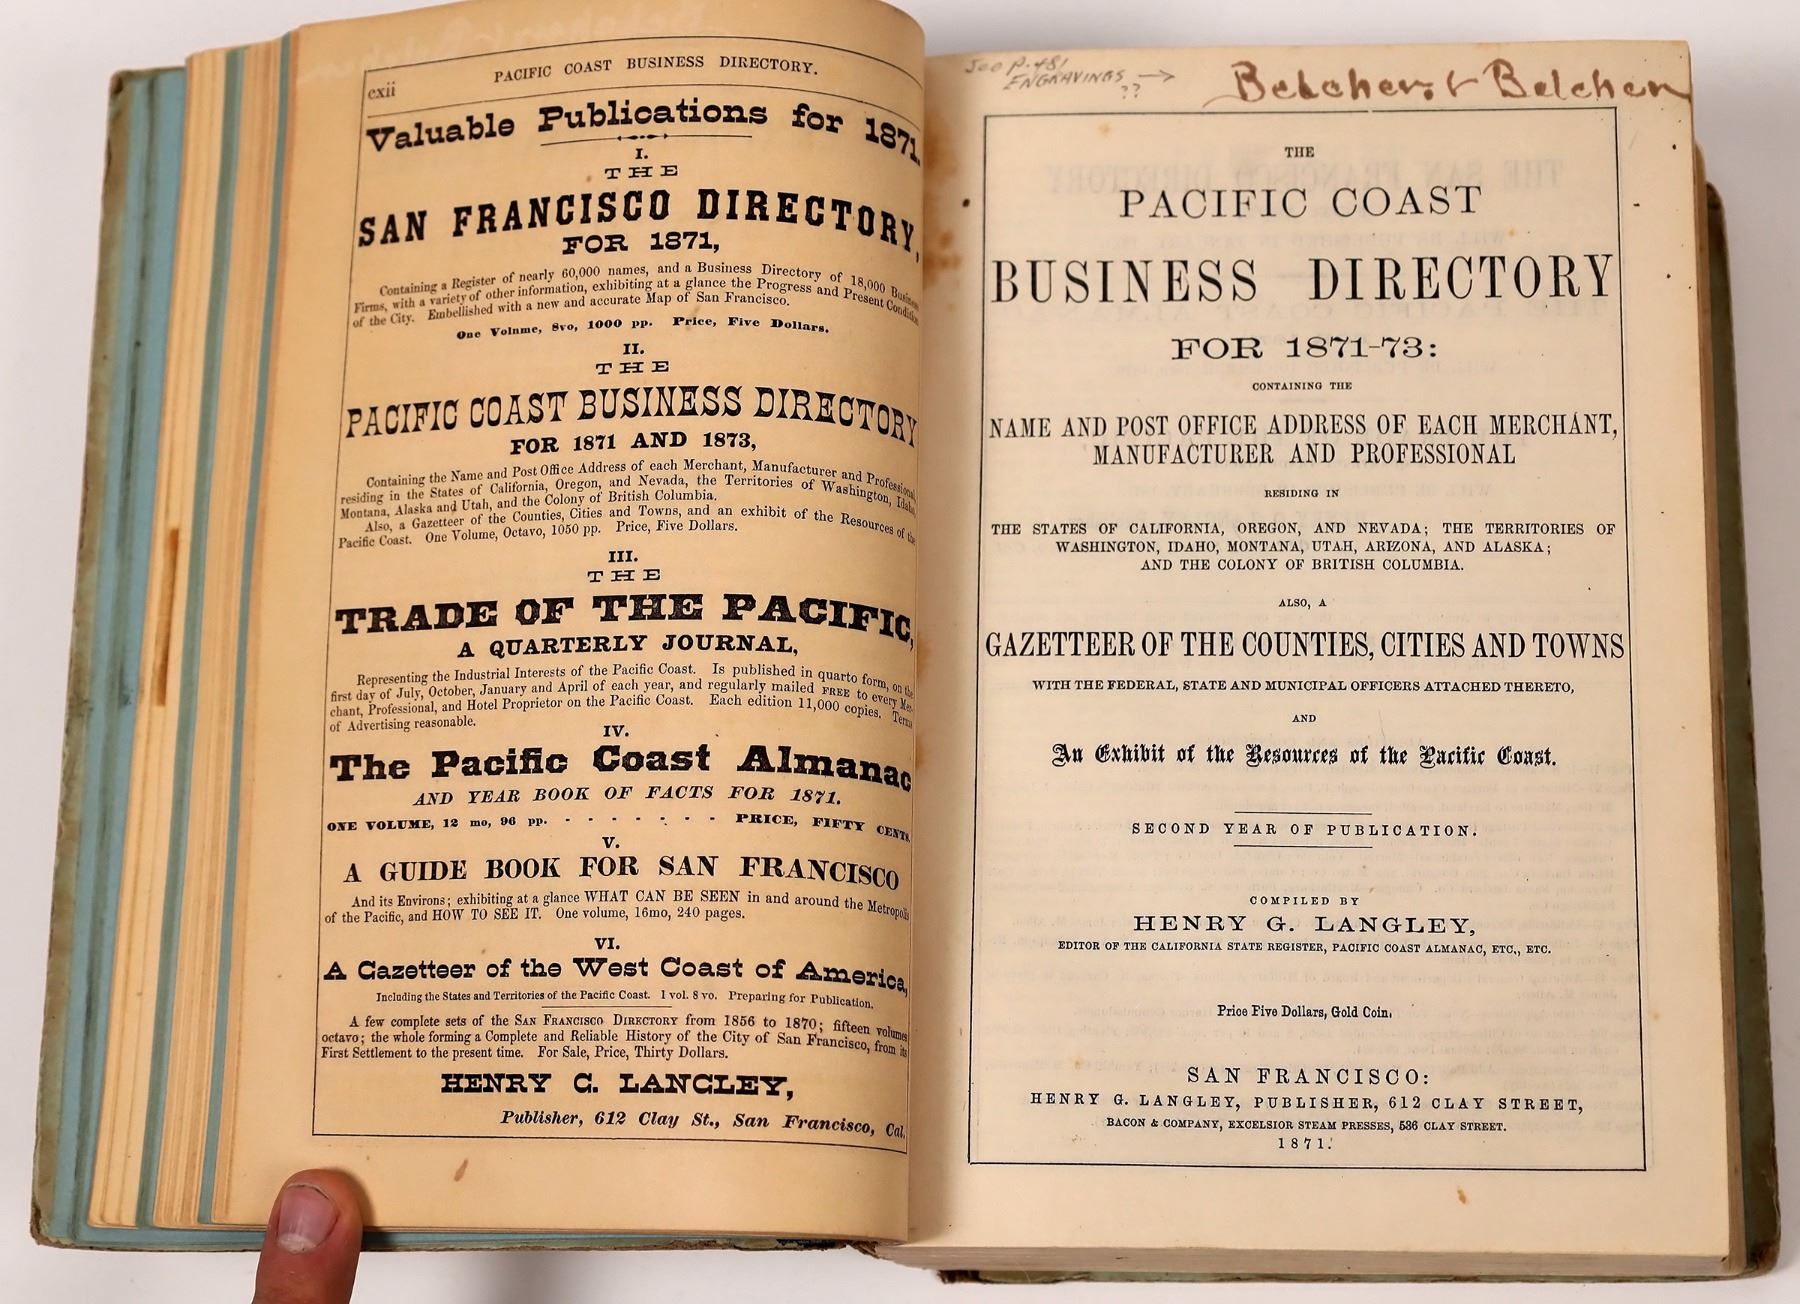 cxii
PACIFIC COAST BUSINESS DIRECTORY.
Valuable Publications for 1871.
I.
THE
SAN FRANCISCO DIRECTORY,
FOR 1871,
Containing a Register of nearly 60,000 names, and a Business Directory of 18,000 Business
Firms, with a variety of other information, exhibiting at a glance the Progress and Present Condition
of the City. Embellished with a new and accurate Map of San Francisco.
One Volume, 8vo, 1000 pp. Price, Five Dollars.
II.
THE
PACIFIC COAST BUSINESS DIRECTORY
FOR 1871 AND 1873,
Containing the Name and Post Office Address of each Merchant, Manufacturer and Professional,
residing in the States of California, Oregon, and Nevada, the Territories of Washington, Idaho,
Montana, Alaska and Utah, and the Colony of British Columbia.
Also, a Gazetteer of the Counties, Cities and Towns, and an exhibit of the Resources of the
Pacific Coast. One Volume, Octavo, 1050 pp. Price, Five Dollars.
III.
THE
TRADE OF THE PACIFIC,
A QUARTERLY JOURNAL,
Representing the Industrial Interests of the Pacific Coast. Is published in quarto form, on the
first day of July, October, January and April of each year, and regularly mailed FREE to every Mer-
chant, Professional, and Hotel Proprietor on the Pacific Coast. Each edition 11,000 copies. Terms
of Advertising reasonable.
IV.
The Pacific Coast Almanac
AND YEAR BOOK OF FACTS FOR 1871.
ONE VOLUME, 12 mo, 96 pp. - - - - - - - PRICE, FIFTY CENTS.
V.
A GUIDE BOOK FOR SAN FRANCISCO
And its Environs; exhibiting at a glance WHAT CAN BE SEEN in and around the Metropolis
of the Pacific, and HOW TO SEE IT. One volume, 16mo, 240 pages.
VI.
A Gazetteer of the West Coast of America,
Including the States and Territories of the Pacific Coast. 1 vol. 8 vo. Preparing for Publication.
A few complete sets of the SAN FRANCISCO DIRECTORY from 1856 to 1870; fifteen volumes
octavo; the whole forming a Complete and Reliable History of the City of San Francisco, from its
First Settlement to the present time. For Sale, Price, Thirty Dollars.
HENRY G. LANGLEY,
Publisher, 612 Clay St., San Francisco, Cal.
See P. 481
ENGRAVINGS →
??
Belcher & Belcher
THE
PACIFIC COAST
BUSINESS DIRECTORY
FOR 1871-73:
CONTAINING THE
NAME AND POST OFFICE ADDRESS OF EACH MERCHANT,
MANUFACTURER AND PROFESSIONAL
RESIDING IN
THE STATES OF CALIFORNIA, OREGON, AND NEVADA; THE TERRITORIES OF
WASHINGTON, IDAHO, MONTANA, UTAH, ARIZONA, AND ALASKA;
AND THE COLONY OF BRITISH COLUMBIA.
ALSO, A
GAZETTEER OF THE COUNTIES, CITIES AND TOWNS
WITH THE FEDERAL, STATE AND MUNICIPAL OFFICERS ATTACHED THERETO,
AND
An Exhibit of the Resources of the Pacific Coast.
SECOND YEAR OF PUBLICATION.
COMPILED BY
HENRY G. LANGLEY,
EDITOR OF THE CALIFORNIA STATE REGISTER, PACIFIC COAST ALMANAC, ETC., ETC.
Price Five Dollars, Gold Coin.
SAN FRANCISCO:
HENRY G. LANGLEY, PUBLISHER, 612 CLAY STREET,
BACON & COMPANY, EXCELSIOR STEAM PRESSES, 536 CLAY STREET.
1871.